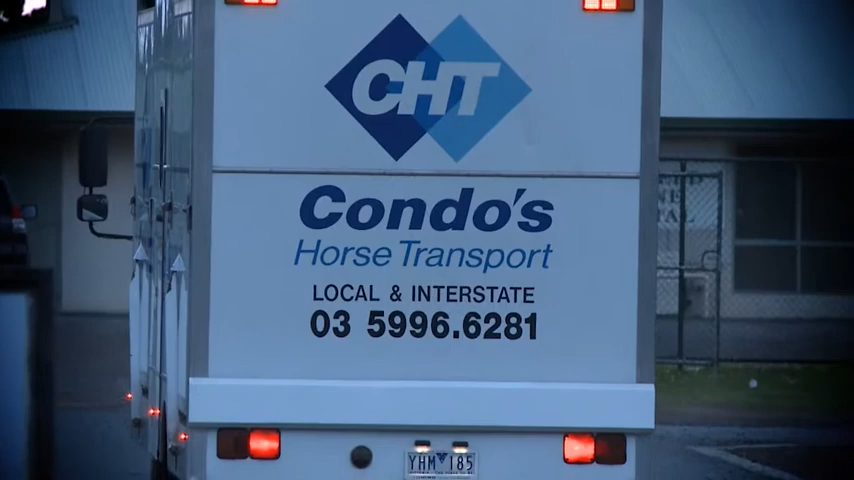 CHT
Condo's
Horse Transport
LOCAL & INTERSTATE
03 5996.6281
YHM 185